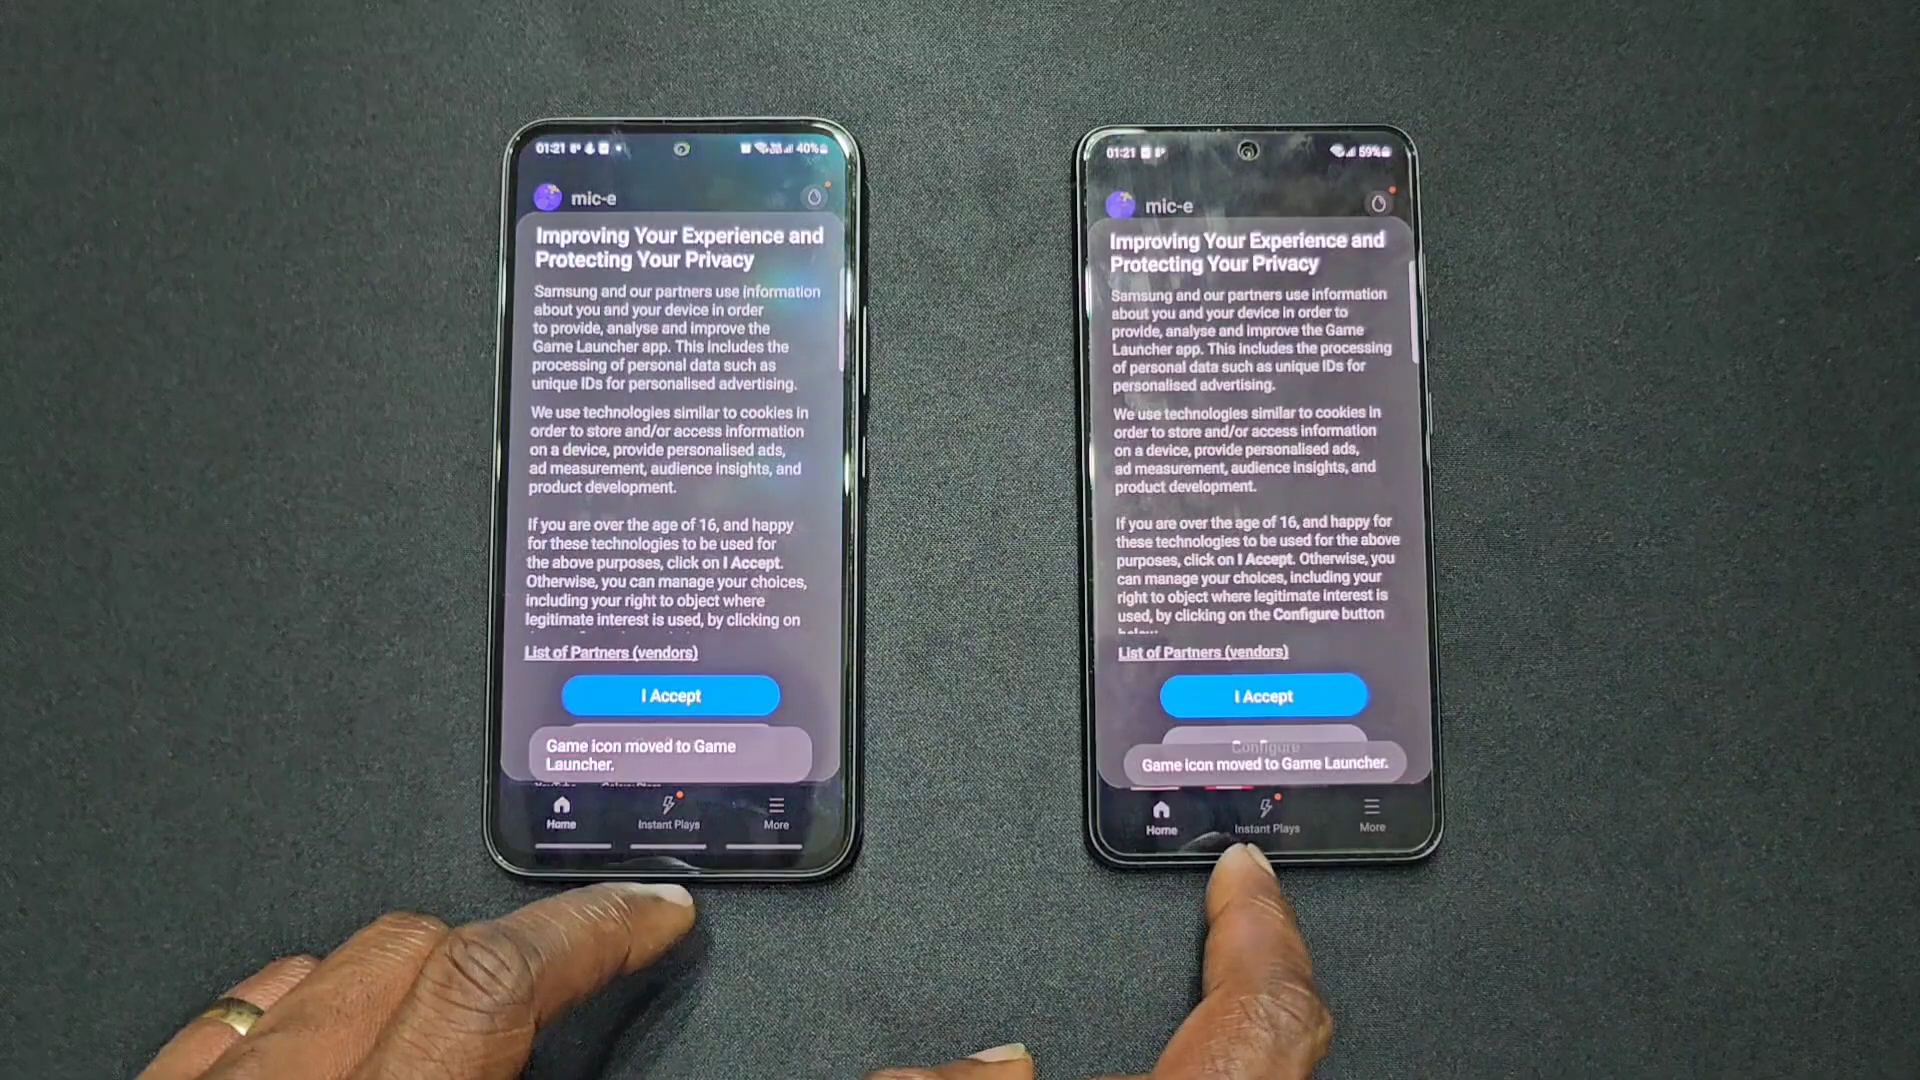 01:21
40%
mic-e
Improving Your Experience and
Protecting Your Privacy
Samsung and our partners use information
about you and your device in order
to provide, analyse and improve the
Game Launcher app. This includes the
processing of personal data such as
unique IDs for personalised advertising.
We use technologies similar to cookies in
order to store and/or access information
on a device, provide personalised ads,
ad measurement, audience insights, and
product development.
If you are over the age of 16, and happy
for these technologies to be used for
the above purposes, click on I Accept.
Otherwise, you can manage your choices,
including your right to object where
legitimate interest is used, by clicking on
List of Partners (vendors)
I Accept
Game icon moved to Game
Launcher.
Home
Instant Plays
More
01:21
59%
mic-e
Improving Your Experience and
Protecting Your Privacy
Samsung and our partners use information
about you and your device in order to
provide, analyse and improve the Game
Launcher app. This includes the processing
of personal data such as unique IDs for
personalised advertising.
We use technologies similar to cookies in
order to store and/or access information
on a device, provide personalised ads,
ad measurement, audience insights, and
product development.
If you are over the age of 16, and happy for
these technologies to be used for the above
purposes, click on I Accept. Otherwise, you
can manage your choices, including your
right to object where legitimate interest is
used, by clicking on the Configure button
below.
List of Partners (vendors)
I Accept
Configure
Game icon moved to Game Launcher.
Home
Instant Plays
More